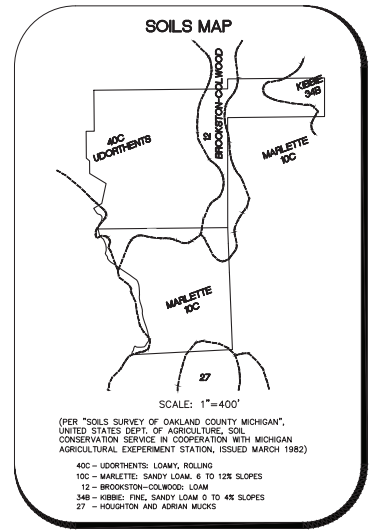 SOILS MAP
BROOKSTON-COLWOOD
12
KIBBIE
34B
40C
UDORTHENTS
MARLETTE
10C
MARLETTE
10C
27
SCALE: 1"=400'
(PER "SOILS SURVEY OF OAKLAND COUNTY MICHIGAN",
UNITED STATES DEPT. OF AGRICULTURE, SOIL
CONSERVATION SERVICE IN COOPERATION WITH MICHIGAN
AGRICULTURAL EXEPERIMENT STATION, ISSUED MARCH 1982)
40C – UDORTHENTS: LOAMY, ROLLING
10C – MARLETTE: SANDY LOAM. 6 TO 12% SLOPES
12 – BROOKSTON-COLWOOD: LOAM
34B – KIBBIE: FINE, SANDY LOAM 0 TO 4% SLOPES
27 – HOUGHTON AND ADRIAN MUCKS